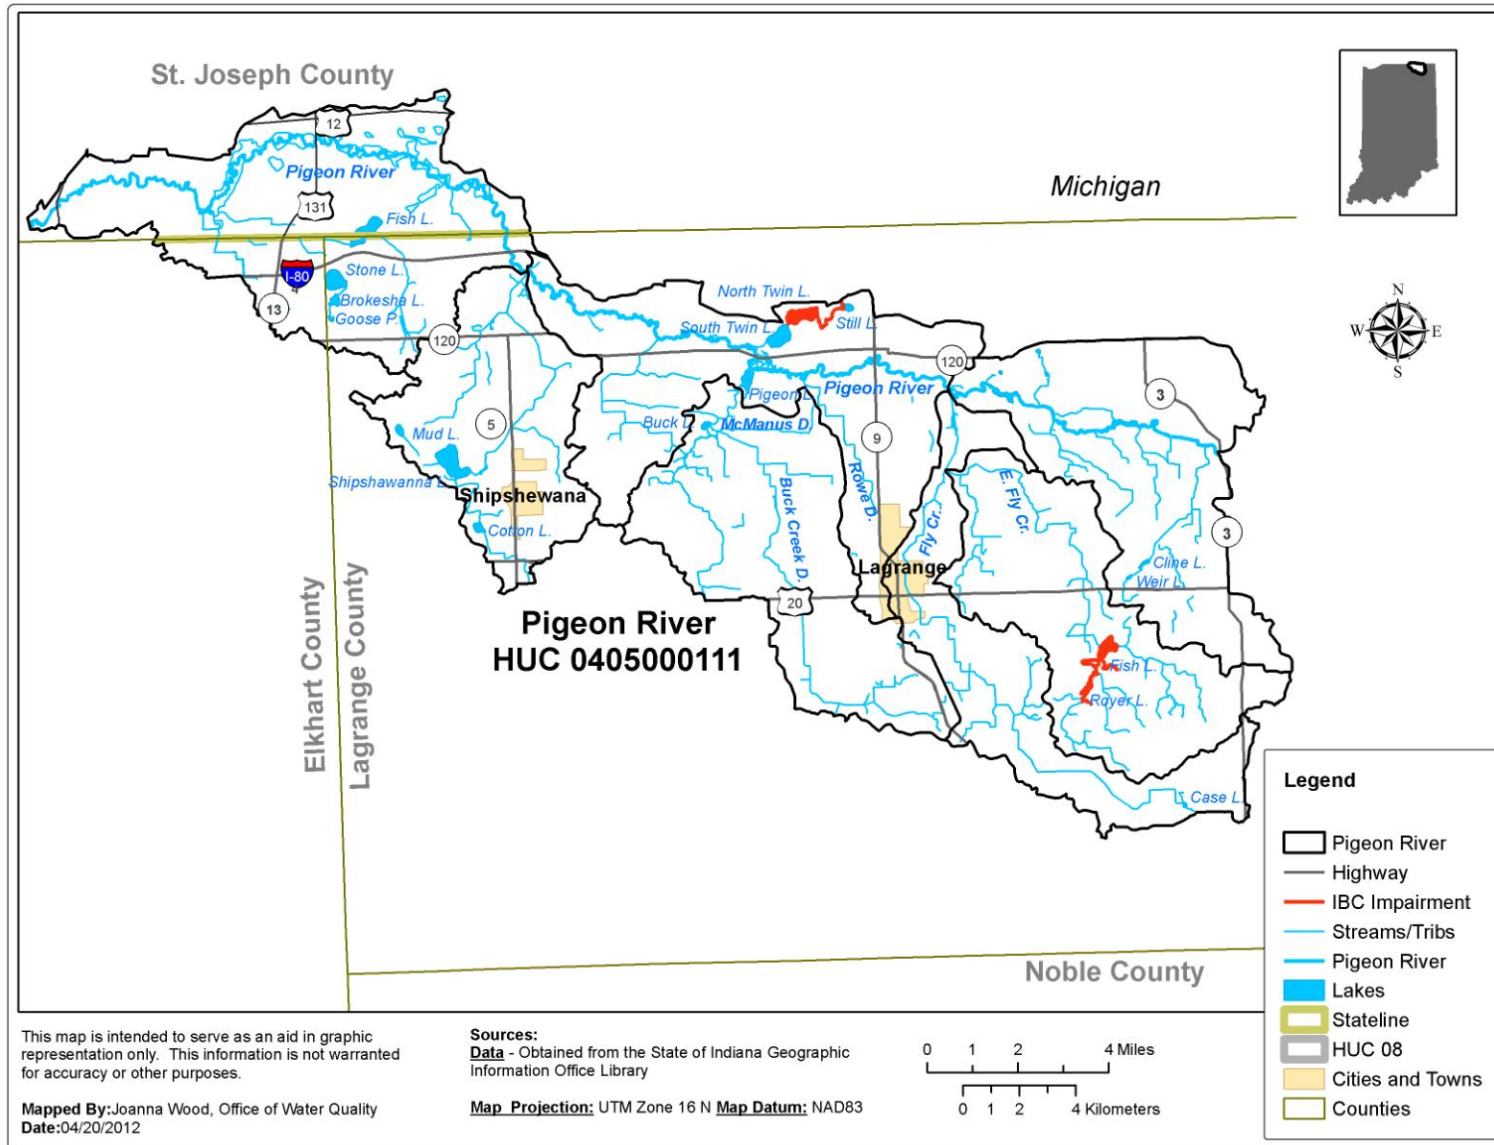 St. Joseph County
12
Pigeon River
Michigan
131
Fish L.
I-80
4
Stone L.
Brokesha L.
Goose P.
13
120
North Twin L.
South Twin L.
Still L.
120
Pigeon L.
Pigeon River
3
5
Mud L.
Buck L.
McManus D.
9
Shipshawanna L.
Shipshewana
Cotton L.
Buck Creek D.
Rowe D.
Fly Cr.
E. Fly Cr.
3
Lagrange
Cline L.
Weir L.
20
Elkhart County
Lagrange County
Pigeon River
HUC 0405000111
Fish L.
Royer L.
Case L.
Noble County
N
W
E
S
Legend
Pigeon River
Highway
IBC Impairment
Streams/Tribs
Pigeon River
Lakes
Stateline
HUC 08
Cities and Towns
Counties
This map is intended to serve as an aid in graphic
representation only. This information is not warranted
for accuracy or other purposes.
Mapped By:Joanna Wood, Office of Water Quality
Date:04/20/2012
Sources:
Data - Obtained from the State of Indiana Geographic
Information Office Library
Map Projection: UTM Zone 16 N Map Datum: NAD83
0 1 2 4 Miles
0 1 2 4 Kilometers